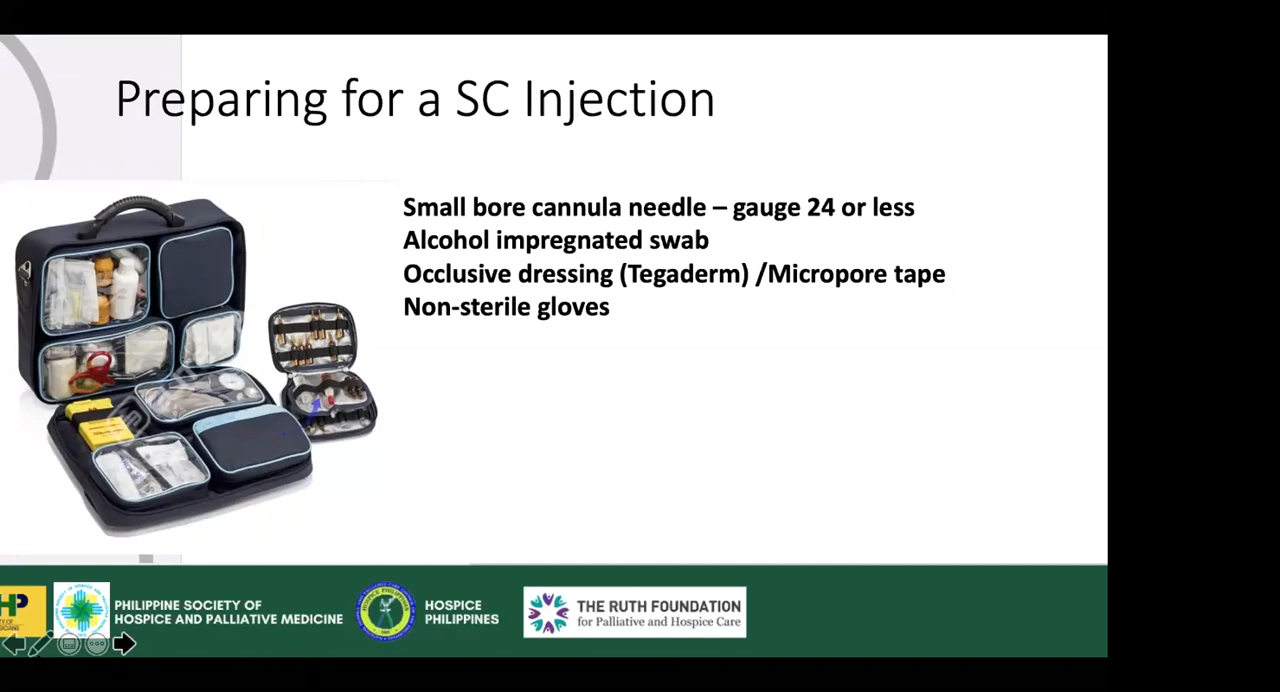 Preparing for a SC Injection
Small bore cannula needle – gauge 24 or less
Alcohol impregnated swab
Occlusive dressing (Tegaderm) /Micropore tape
Non-sterile gloves
HP
PHILIPPINE SOCIETY OF
HOSPICE AND PALLIATIVE MEDICINE
HOSPICE
PHILIPPINES
THE RUTH FOUNDATION
for Palliative and Hospice Care